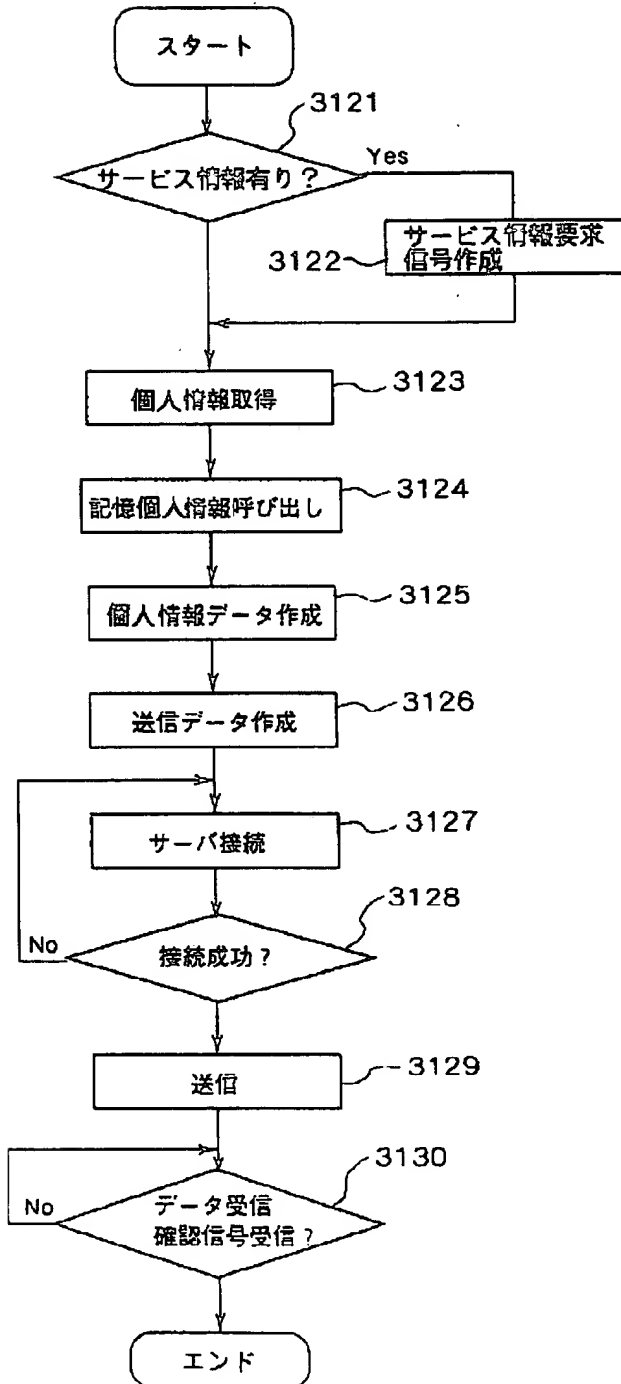 スタート
3121
サービス情報有り?
Yes
3122
サービス情報要求
信号作成
個人情報取得
3123
記憶個人情報呼び出し
3124
個人情報データ作成
3125
送信データ作成
3126
サーバ接続
3127
接続成功?
3128
No
送信
3129
データ受信
確認信号受信?
3130
No
エンド